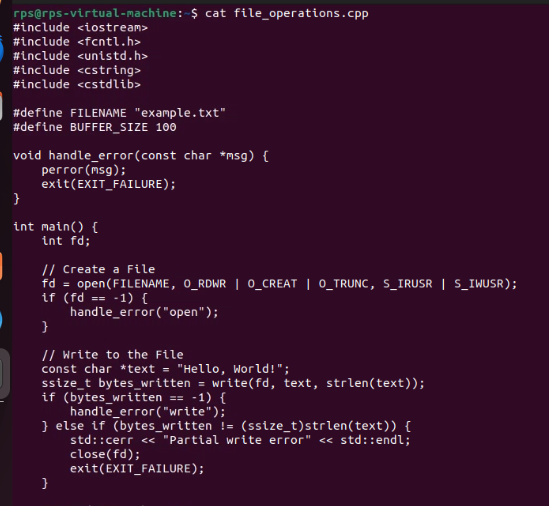 rps@rps-virtual-machine:~$ cat file_operations.cpp
#include <iostream>
#include <fcntl.h>
#include <unistd.h>
#include <cstring>
#include <cstdlib>

#define FILENAME "example.txt"
#define BUFFER_SIZE 100

void handle_error(const char *msg) {
    perror(msg);
    exit(EXIT_FAILURE);
}

int main() {
    int fd;

    // Create a File
    fd = open(FILENAME, O_RDWR | O_CREAT | O_TRUNC, S_IRUSR | S_IWUSR);
    if (fd == -1) {
        handle_error("open");
    }

    // Write to the File
    const char *text = "Hello, World!";
    ssize_t bytes_written = write(fd, text, strlen(text));
    if (bytes_written == -1) {
        handle_error("write");
    } else if (bytes_written != (ssize_t)strlen(text)) {
        std::cerr << "Partial write error" << std::endl;
        close(fd);
        exit(EXIT_FAILURE);
    }